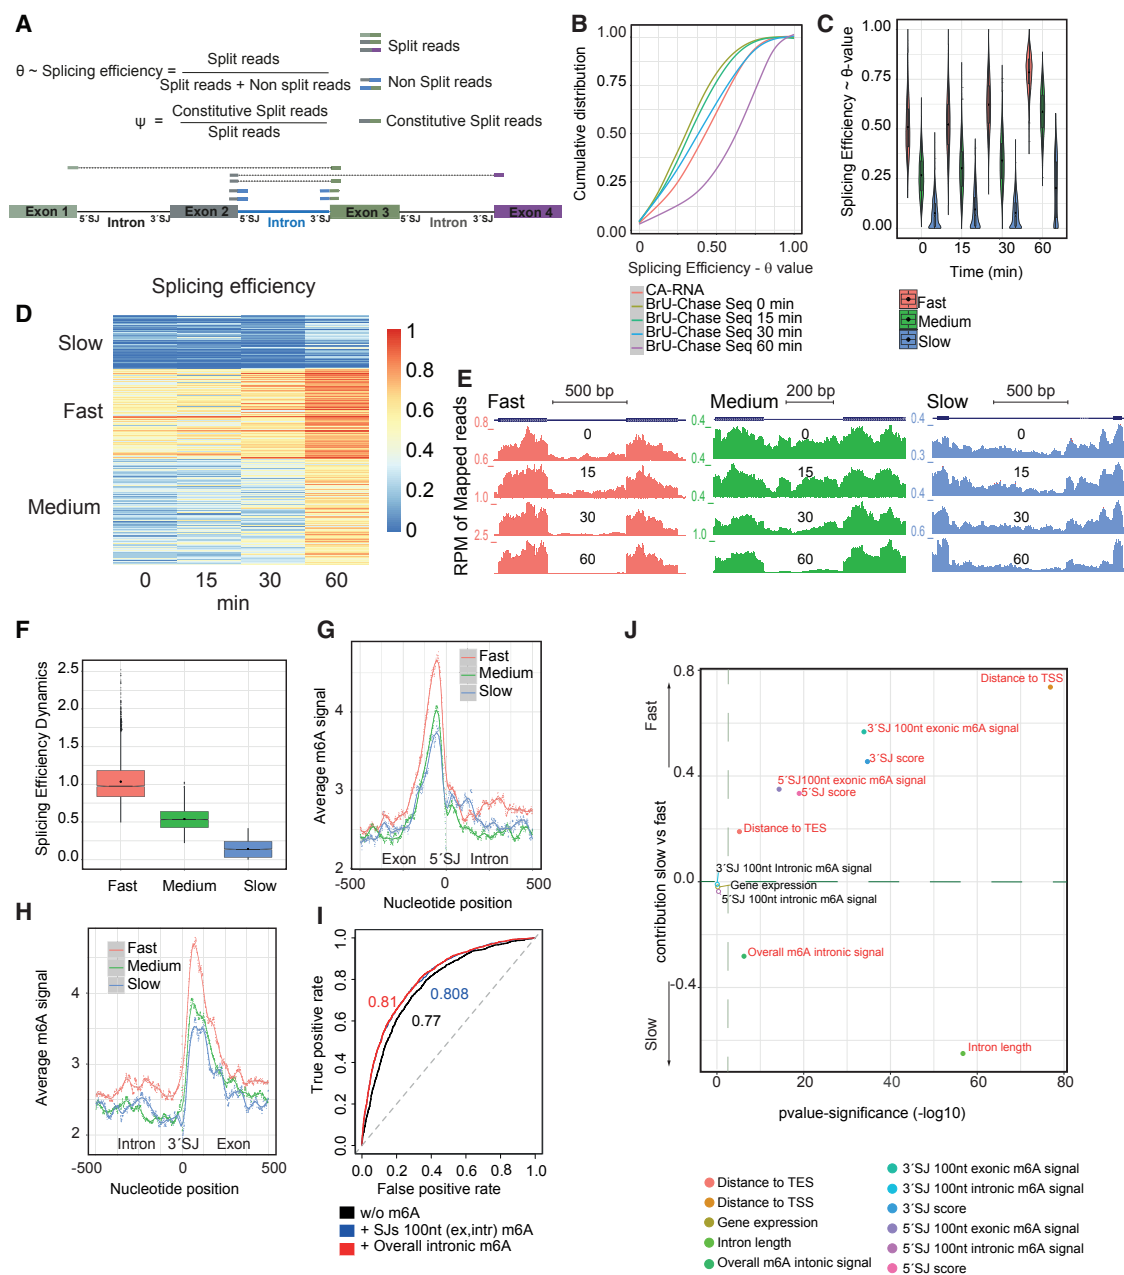 A
θ ~ Splicing efficiency =
Split reads
Split reads + Non split reads
ψ =
Constitutive Split reads
Split reads
Split reads
Non Split reads
Constitutive Split reads
Exon 1
5´SJ
Intron
3´SJ
Exon 2
5´SJ
Intron
3´SJ
Exon 3
5´SJ
Intron
3´SJ
Exon 4
B
Cumulative distribution
1.00
0.75
0.50
0.25
0.00
0
0.50
1.00
Splicing Efficiency - θ value
CA-RNA
BrU-Chase Seq 0 min
BrU-Chase Seq 15 min
BrU-Chase Seq 30 min
BrU-Chase Seq 60 min
C
Splicing Efficiency ~ θ-value
1.00
0.75
0.50
0.25
0.00
0
15
30
60
Time (min)
Fast
Medium
Slow
D
Splicing efficiency
Slow
Fast
Medium
0
15
30
60
min
1
0.8
0.6
0.4
0.2
0
E
RPM of Mapped reads
Fast
500 bp
0.8
0
0.6
15
1.0
30
2.5
60
Medium
200 bp
0.4
0
0.4
15
0.4
30
1.0
60
Slow
500 bp
0.4
0
0.3
15
0.4
30
0.6
60
F
Splicing Efficiency Dynamics
2.5
2.0
1.5
1.0
0.5
0.0
Fast
Medium
Slow
G
Average m6A signal
4
3
2
Fast
Medium
Slow
Exon
5´SJ
Intron
-500
0
500
Nucleotide position
H
Average m6A signal
4
3
2
Fast
Medium
Slow
Intron
3´SJ
Exon
-500
0
500
Nucleotide position
I
True positive rate
1.0
0.8
0.6
0.4
0.2
0.0
0.81
0.808
0.77
0.0
0.2
0.4
0.6
0.8
1.0
False positive rate
w/o m6A
+ SJs 100nt (ex,intr) m6A
+ Overall intronic m6A
J
contribution slow vs fast
Fast
Slow
0.8
0.4
0.0
-0.4
Distance to TSS
3´SJ 100nt exonic m6A signal
3´SJ score
5´SJ100nt exonic m6A signal
5´SJ score
Distance to TES
3´SJ 100nt Intronic m6A signal
Gene expression
5´SJ 100nt intronic m6A signal
Overall m6A intronic signal
Intron length
0
20
40
60
80
pvalue-significance (-log10)
Distance to TES
Distance to TSS
Gene expression
Intron length
Overall m6A intonic signal
3´SJ 100nt exonic m6A signal
3´SJ 100nt intronic m6A signal
3´SJ score
5´SJ 100nt exonic m6A signal
5´SJ 100nt intronic m6A signal
5´SJ score